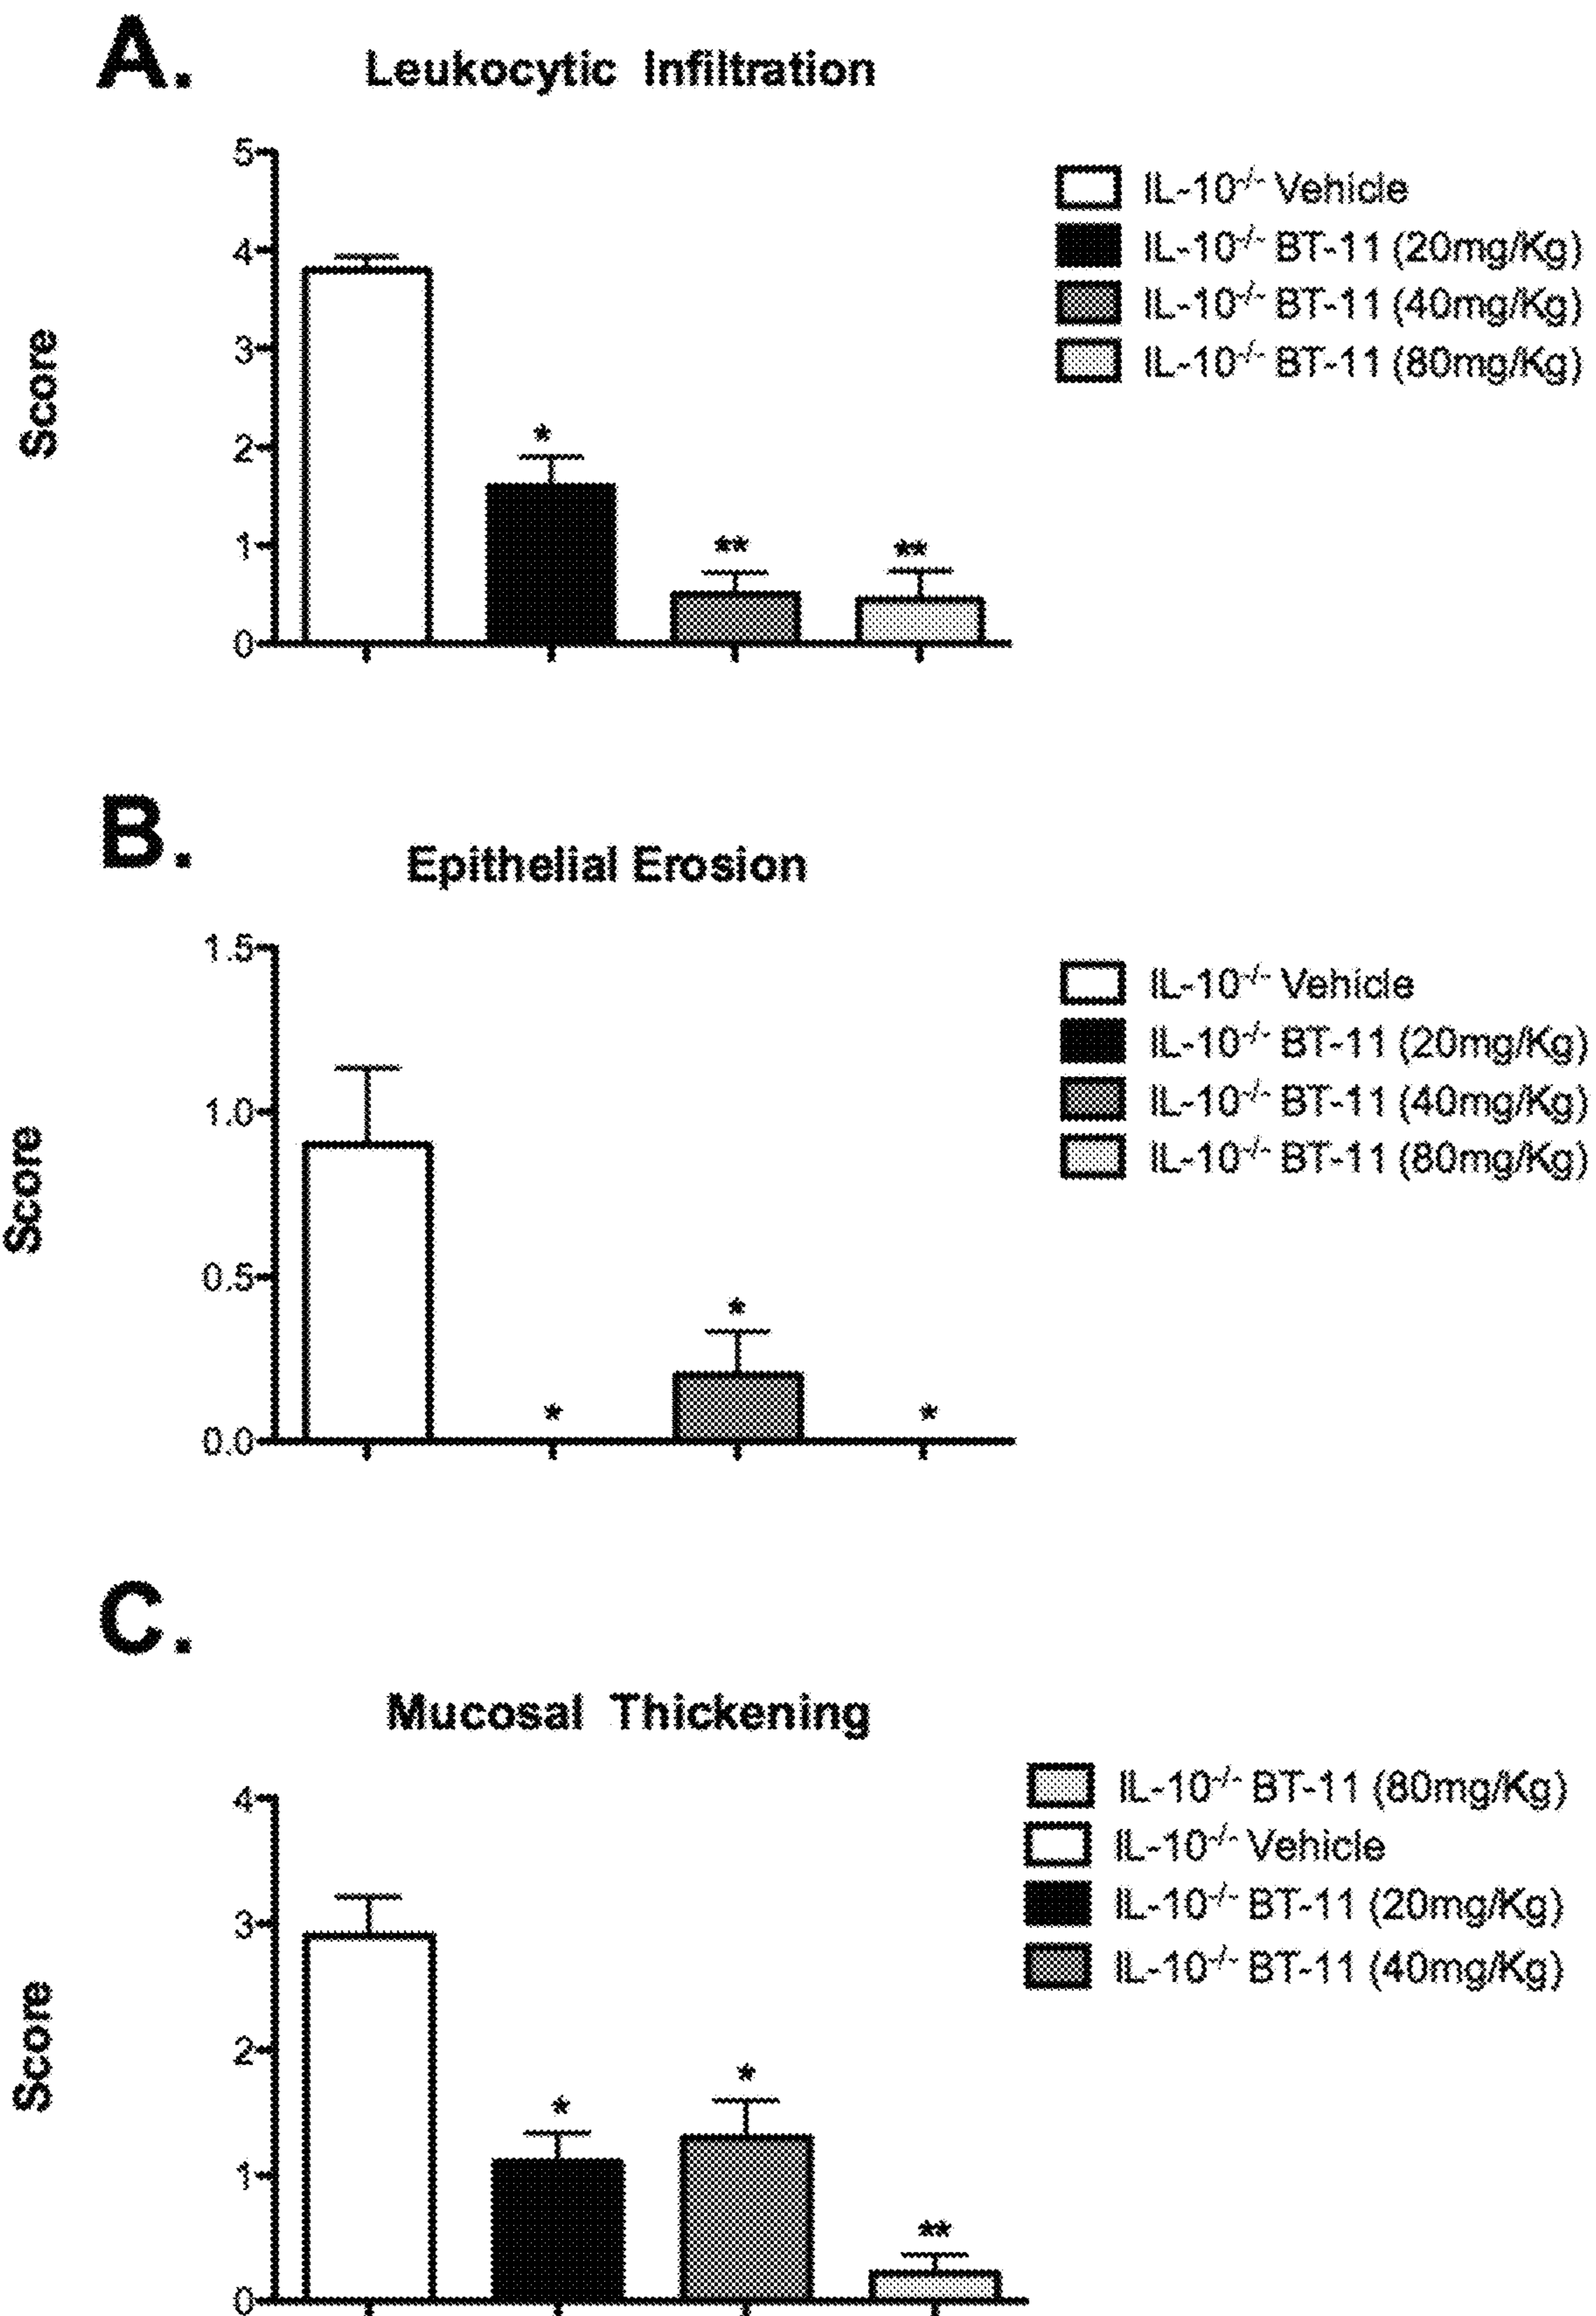 A.
Leukocytic Infiltration
5
4
3
2
1
0
Score
*
**
**
IL-10-/- Vehicle
IL-10-/- BT-11 (20mg/Kg)
IL-10-/- BT-11 (40mg/Kg)
IL-10-/- BT-11 (80mg/Kg)
B.
Epithelial Erosion
1.5
1.0
0.5
0.0
Score
*
*
*
IL-10-/- Vehicle
IL-10-/- BT-11 (20mg/Kg)
IL-10-/- BT-11 (40mg/Kg)
IL-10-/- BT-11 (80mg/Kg)
C.
Mucosal Thickening
4
3
2
1
0
Score
*
*
**
IL-10-/- BT-11 (80mg/Kg)
IL-10-/- Vehicle
IL-10-/- BT-11 (20mg/Kg)
IL-10-/- BT-11 (40mg/Kg)